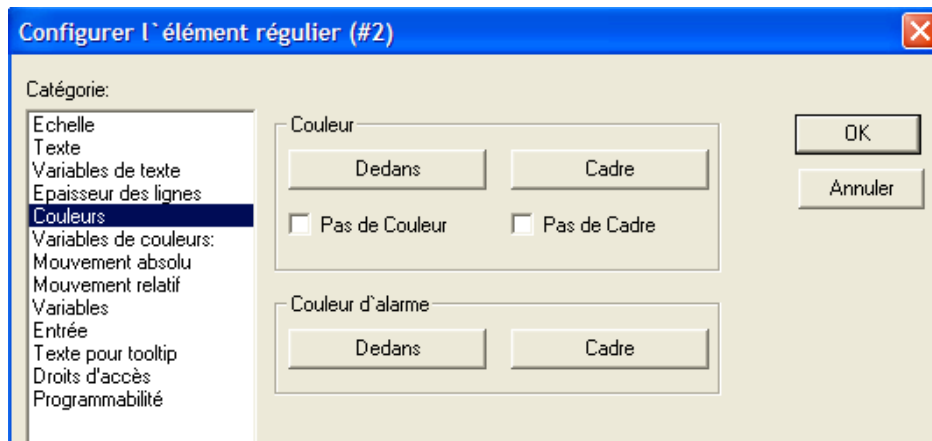 Configurer l`élément régulier (#2)
Catégorie:
Echelle
Texte
Variables de texte
Epaisseur des lignes
Couleurs
Variables de couleurs:
Mouvement absolu
Mouvement relatif
Variables
Entrée
Texte pour tooltip
Droits d'accès
Programmabilité
Couleur
Dedans Cadre
Pas de Couleur Pas de Cadre
Couleur d`alarme
Dedans Cadre
OK
Annuler